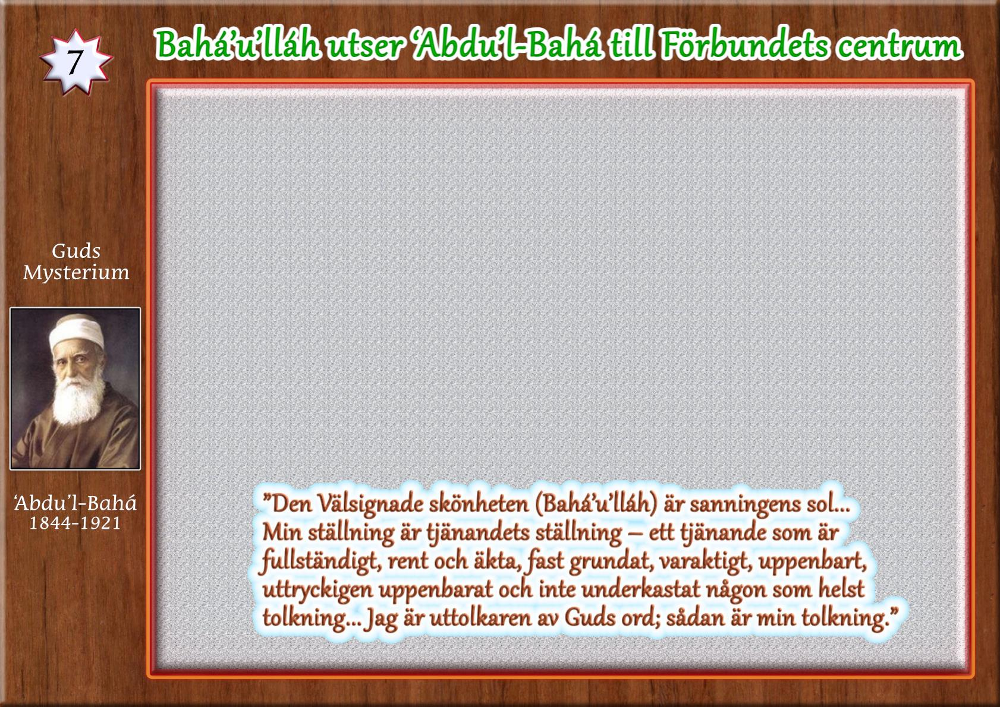 7
Bahá’u’lláh utser ‘Abdu’l-Bahá till Förbundets centrum
Guds
Mysterium
‘Abdu’l-Bahá
1844-1921
”Den Välsignade skönheten (Bahá’u’lláh) är sanningens sol...
Min ställning är tjänandets ställning – ett tjänande som är
fullständigt, rent och äkta, fast grundat, varaktigt, uppenbart,
uttryckigen uppenbarat och inte underkastat någon som helst
tolkning... Jag är uttolkaren av Guds ord; sådan är min tolkning.”